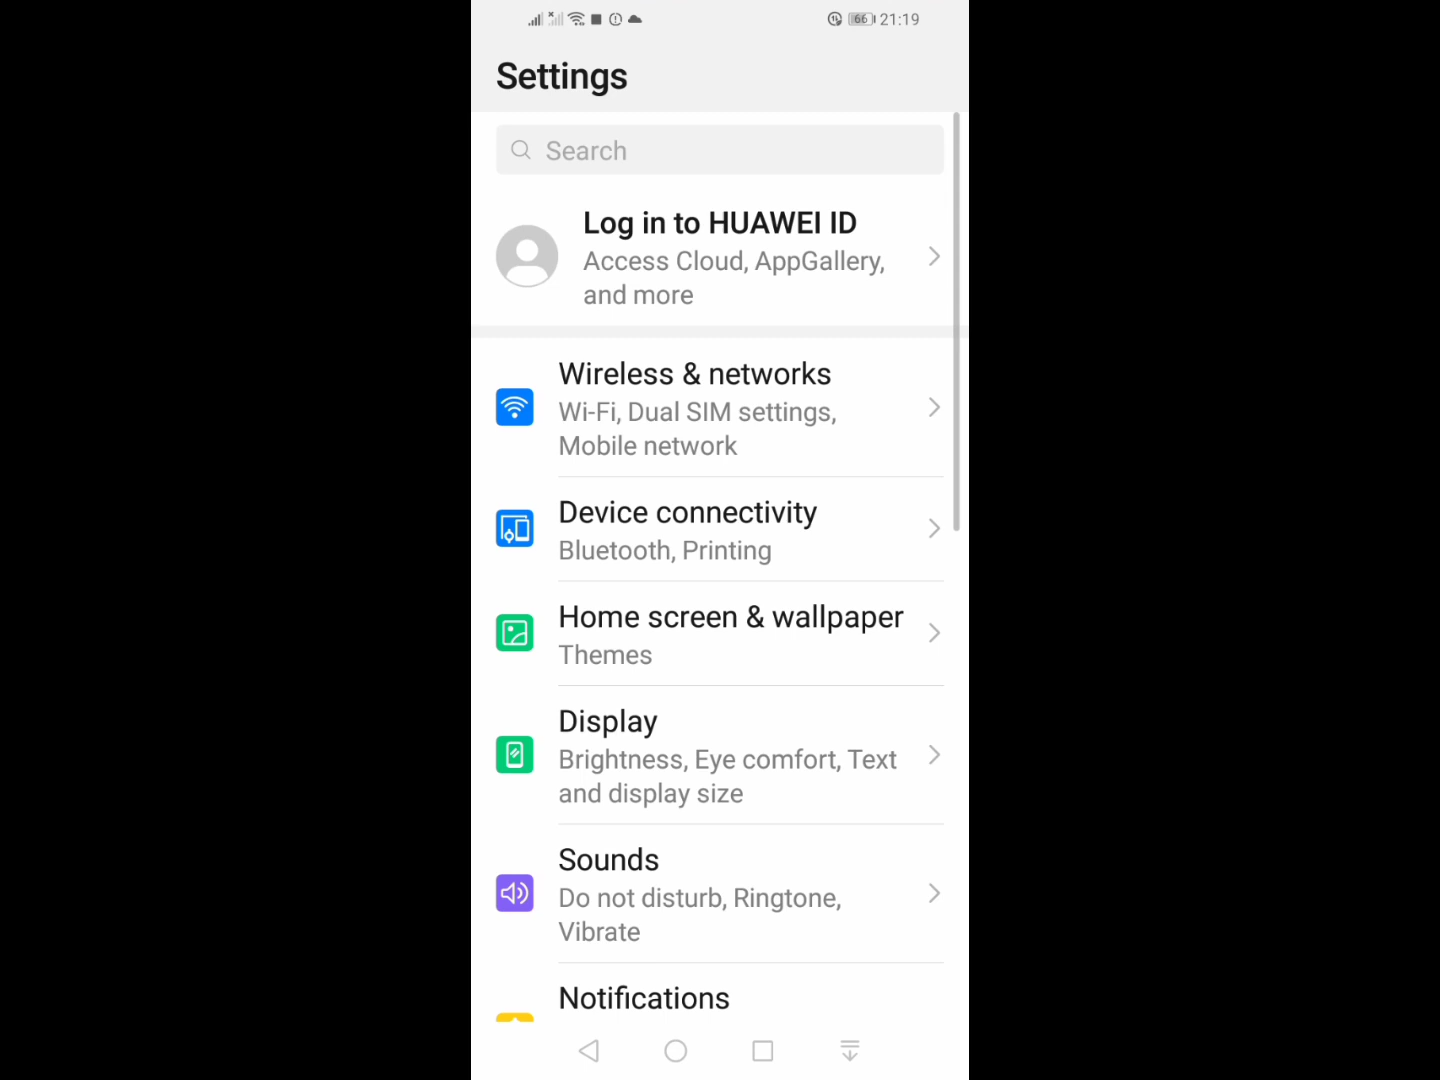 66 21:19
Settings
Search
Log in to HUAWEI ID
Access Cloud, AppGallery,
and more
Wireless & networks
Wi-Fi, Dual SIM settings,
Mobile network
Device connectivity
Bluetooth, Printing
Home screen & wallpaper
Themes
Display
Brightness, Eye comfort, Text
and display size
Sounds
Do not disturb, Ringtone,
Vibrate
Notifications